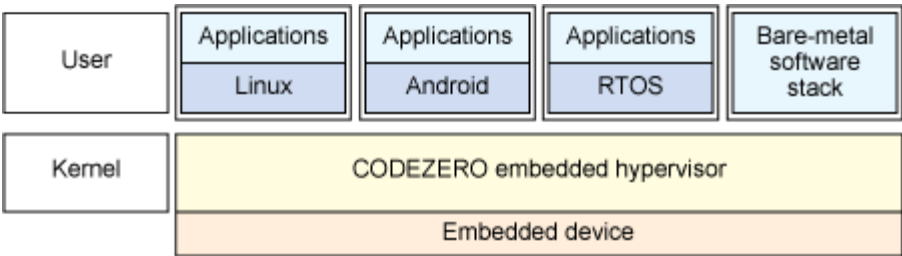 User
Applications
Linux
Applications
Android
Applications
RTOS
Bare-metal
software
stack
Kernel
CODEZERO embedded hypervisor
Embedded device